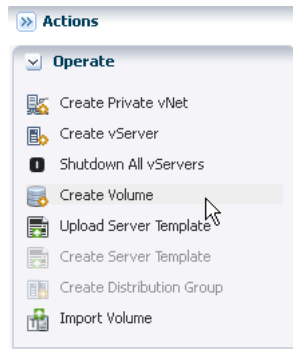 Actions
Operate
Create Private vNet
Create vServer
Shutdown All vServers
Create Volume
Upload Server Template
Create Server Template
Create Distribution Group
Import Volume